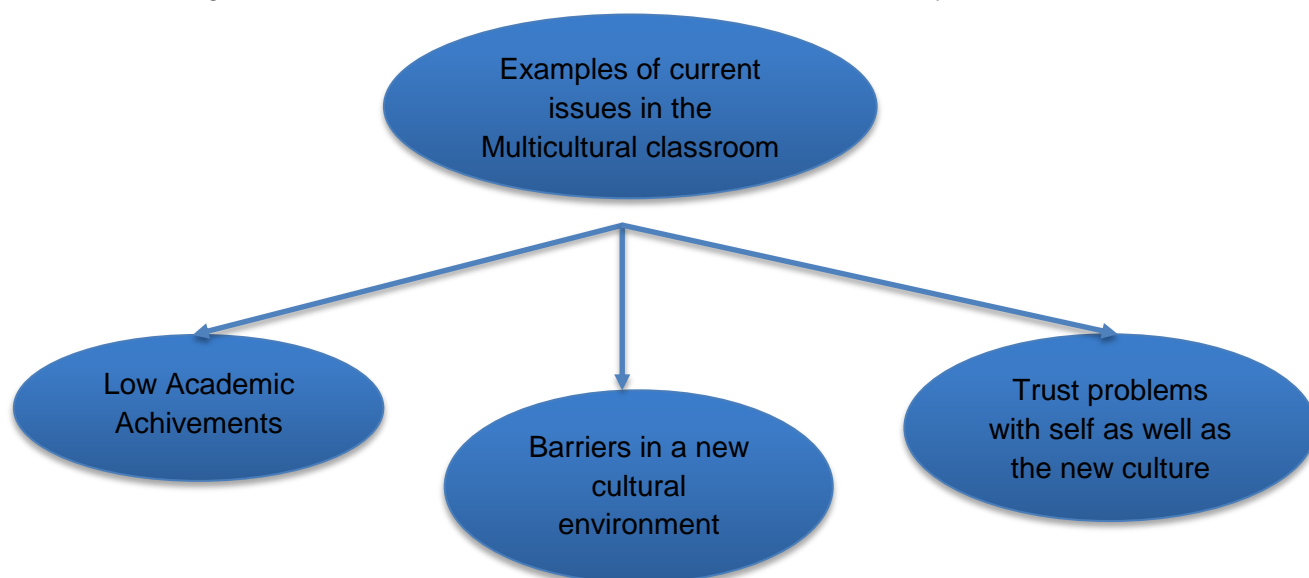 Examples of current
issues in the
Multicultural classroom
Low Academic
Achivements
Barriers in a new
cultural
environment
Trust problems
with self as well as
the new culture